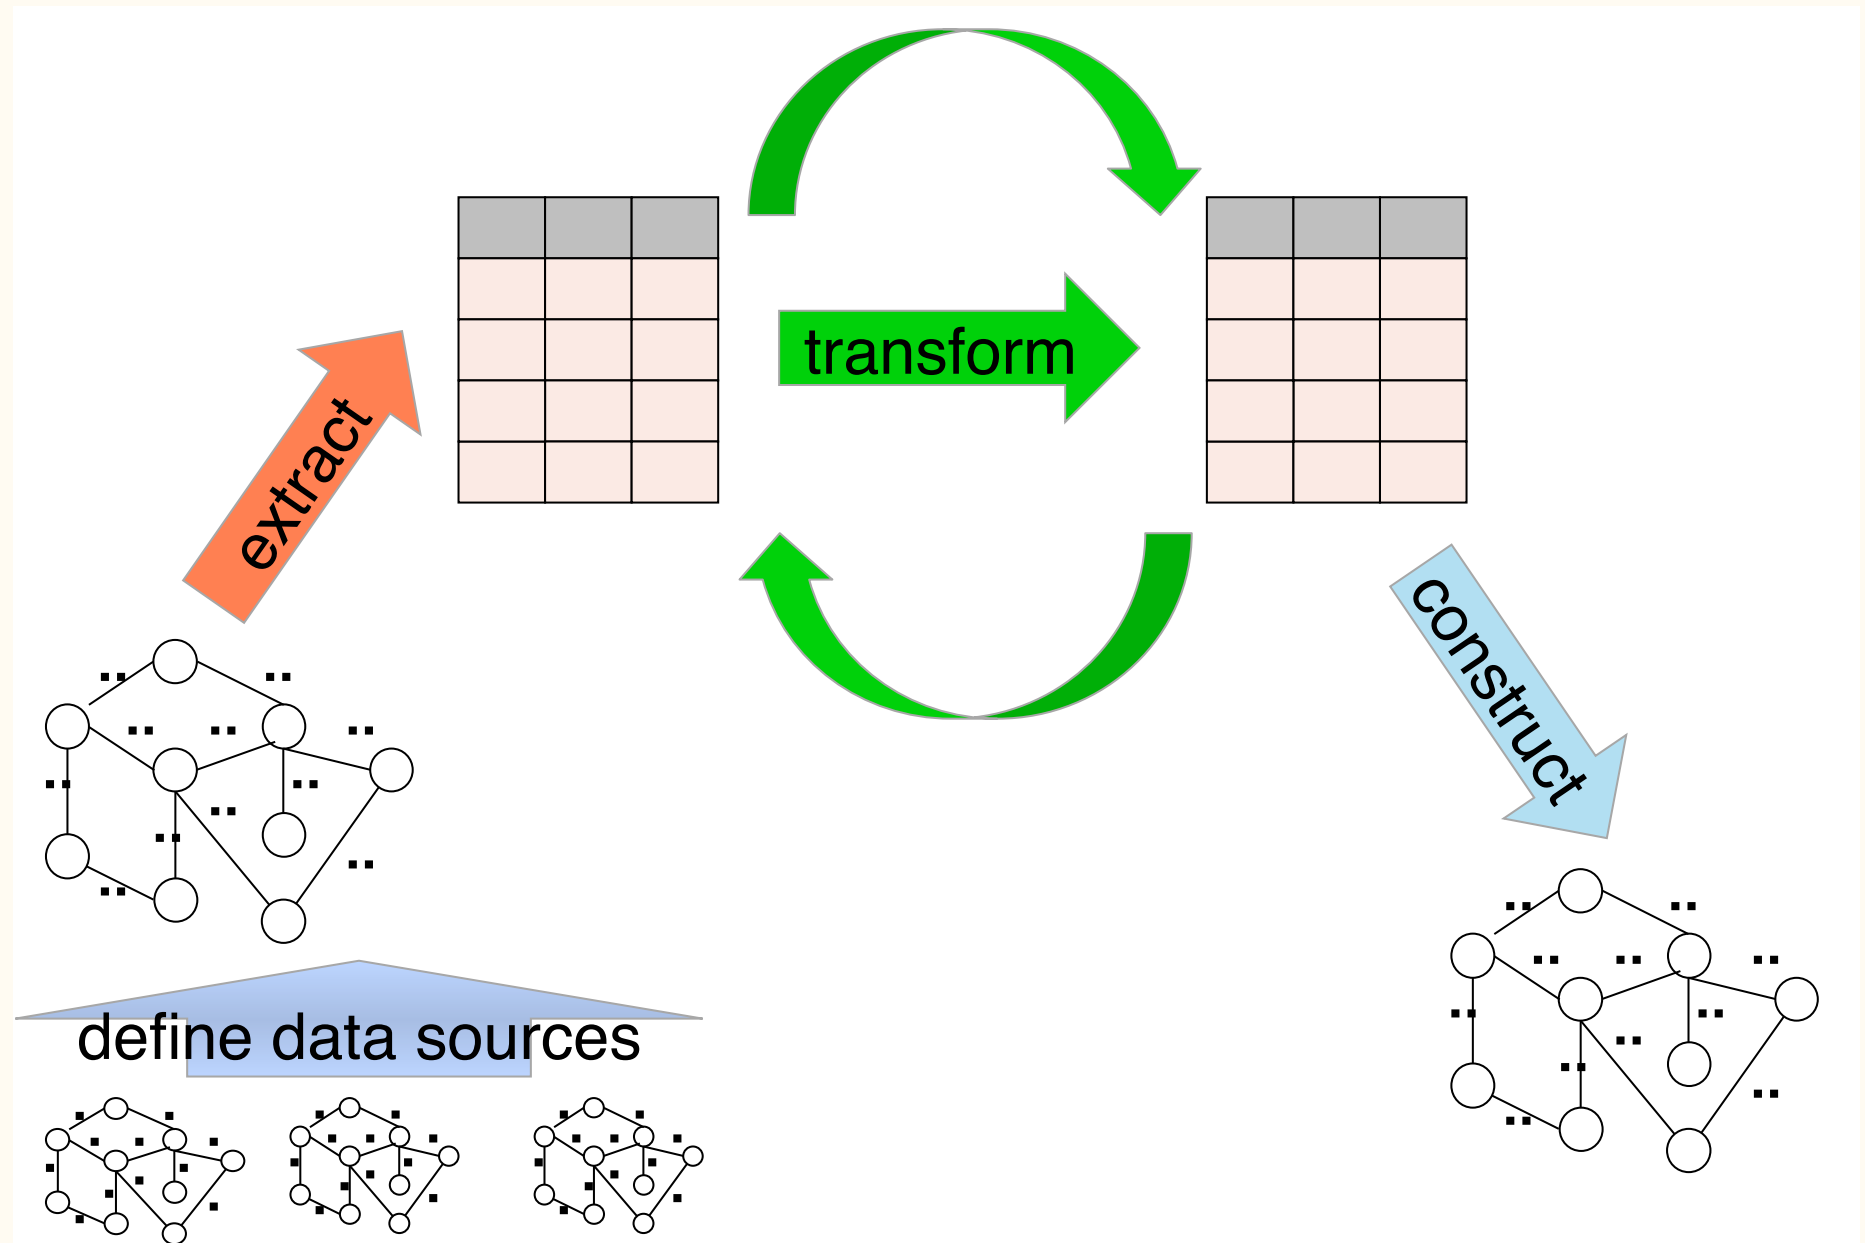 transform
extract
construct
define data sources